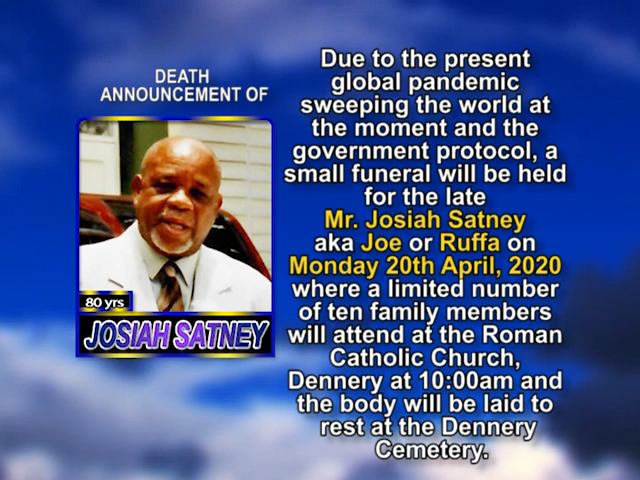 DEATH
ANNOUNCEMENT OF
80 yrs
JOSIAH SATNEY
Due to the present
global pandemic
sweeping the world at
the moment and the
government protocol, a
small funeral will be held
for the late
Mr. Josiah Satney
aka Joe or Ruffa on
Monday 20th April, 2020
where a limited number
of ten family members
will attend at the Roman
Catholic Church,
Dennery at 10:00am and
the body will be laid to
rest at the Dennery
Cemetery.